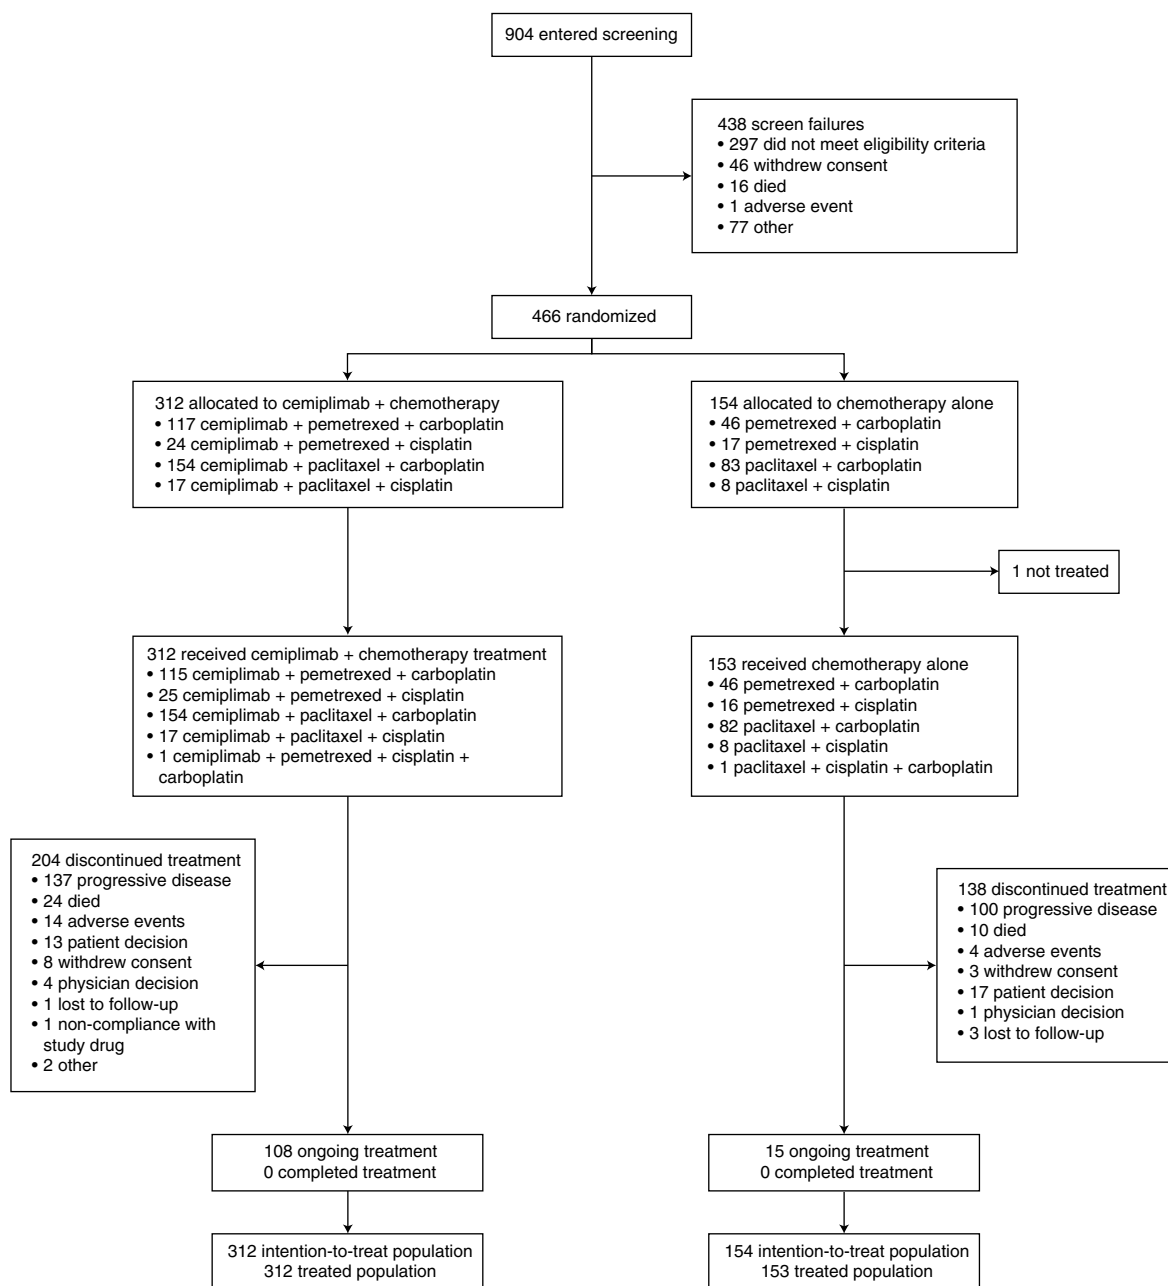 904 entered screening
438 screen failures
• 297 did not meet eligibility criteria
• 46 withdrew consent
• 16 died
• 1 adverse event
• 77 other
466 randomized
312 allocated to cemiplimab + chemotherapy
• 117 cemiplimab + pemetrexed + carboplatin
• 24 cemiplimab + pemetrexed + cisplatin
• 154 cemiplimab + paclitaxel + carboplatin
• 17 cemiplimab + paclitaxel + cisplatin
154 allocated to chemotherapy alone
• 46 pemetrexed + carboplatin
• 17 pemetrexed + cisplatin
• 83 paclitaxel + carboplatin
• 8 paclitaxel + cisplatin
1 not treated
312 received cemiplimab + chemotherapy treatment
• 115 cemiplimab + pemetrexed + carboplatin
• 25 cemiplimab + pemetrexed + cisplatin
• 154 cemiplimab + paclitaxel + carboplatin
• 17 cemiplimab + paclitaxel + cisplatin
• 1 cemiplimab + pemetrexed + cisplatin +
carboplatin
153 received chemotherapy alone
• 46 pemetrexed + carboplatin
• 16 pemetrexed + cisplatin
• 82 paclitaxel + carboplatin
• 8 paclitaxel + cisplatin
• 1 paclitaxel + cisplatin + carboplatin
204 discontinued treatment
• 137 progressive disease
• 24 died
• 14 adverse events
• 13 patient decision
• 8 withdrew consent
• 4 physician decision
• 1 lost to follow-up
• 1 non-compliance with
study drug
• 2 other
138 discontinued treatment
• 100 progressive disease
• 10 died
• 4 adverse events
• 3 withdrew consent
• 17 patient decision
• 1 physician decision
• 3 lost to follow-up
108 ongoing treatment
0 completed treatment
15 ongoing treatment
0 completed treatment
312 intention-to-treat population
312 treated population
154 intention-to-treat population
153 treated population